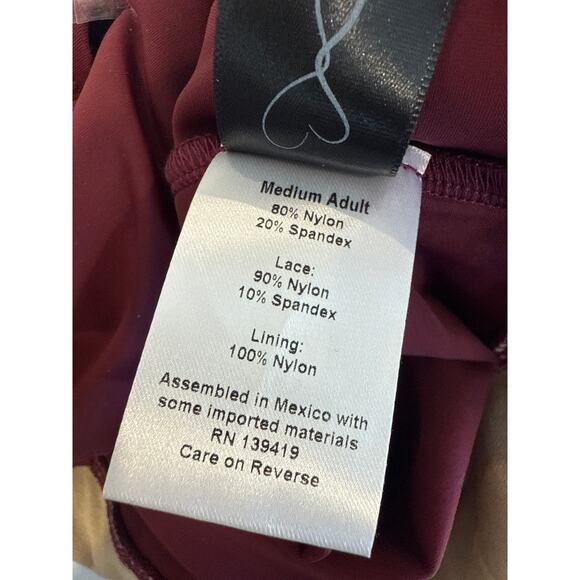 Medium Adult
80% Nylon
20% Spandex
Lace:
90% Nylon
10% Spandex
Lining:
100% Nylon
Assembled in Mexico with
some imported materials
RN 139419
Care on Reverse